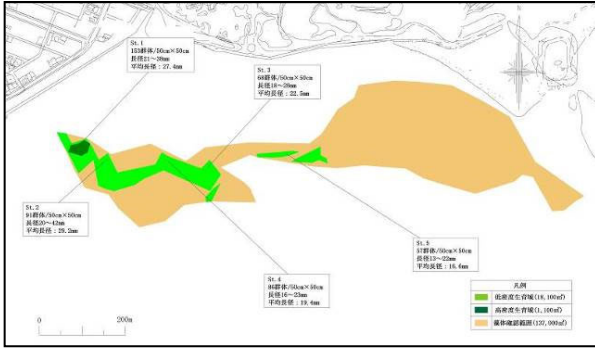 St.1
153群体/50cm×50cm
長径21~38mm
平均長径：27.4mm
St.3
68群体/50cm×50cm
長径18~28mm
平均長径：22.5mm
St.2
91群体/50cm×50cm
長径20~42mm
平均長径：29.2mm
St.5
57群体/50cm×50cm
長径13~22mm
平均長径：16.6mm
St.4
86群体/50cm×50cm
長径16~23mm
平均長径：19.4mm
凡例
低密度生育域(18,100㎡)
高密度生育域(1,100㎡)
0 200m